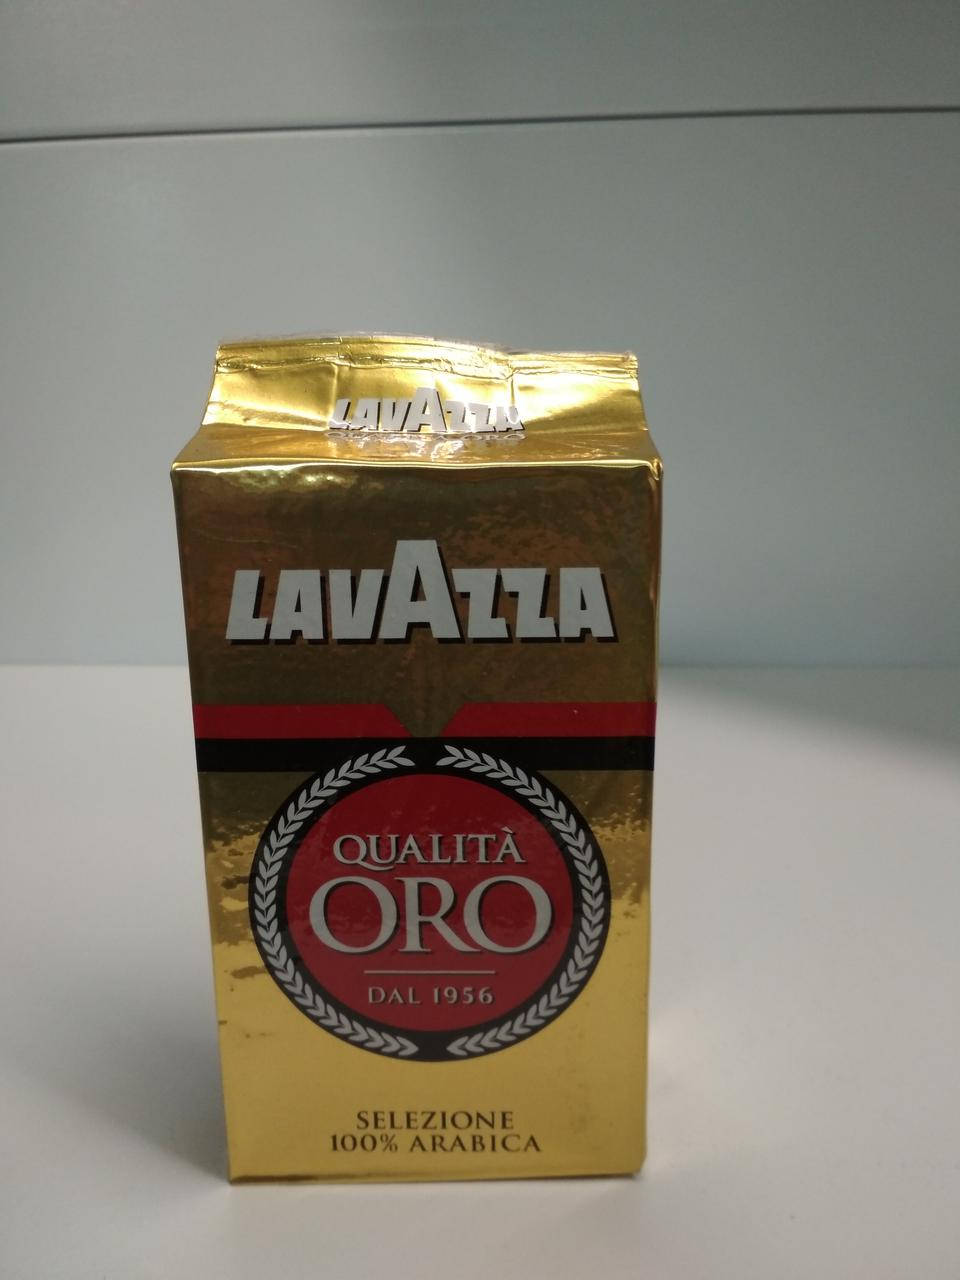 LAVAZZA
LAVAZZA
QUALITÀ
ORO
DAL 1956
SELEZIONE
100% ARABICA